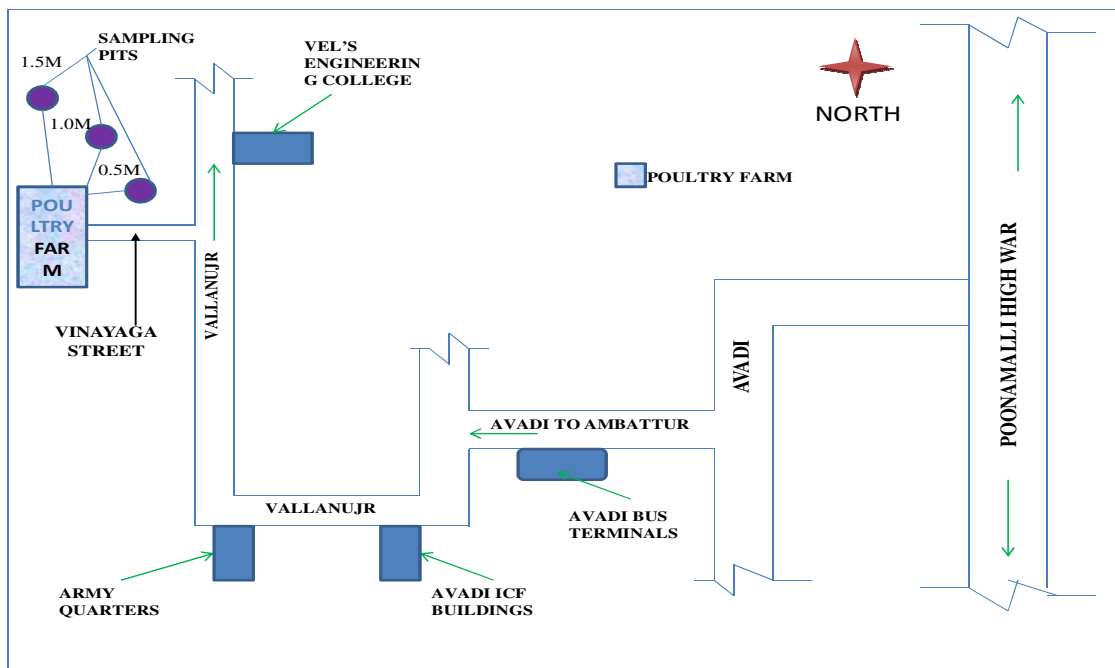 SAMPLING
PITS
1.5M
1.0M
0.5M
VEL'S
ENGINEERIN
G COLLEGE
NORTH
POULTRY FARM
POU
LTRY
FAR
M
VINAYAGA
STREET
VALLANUJR
AVADI
POONAMALLI HIGH WAR
AVADI TO AMBATTUR
VALLANUJR
AVADI BUS
TERMINALS
ARMY
QUARTERS
AVADI ICF
BUILDINGS